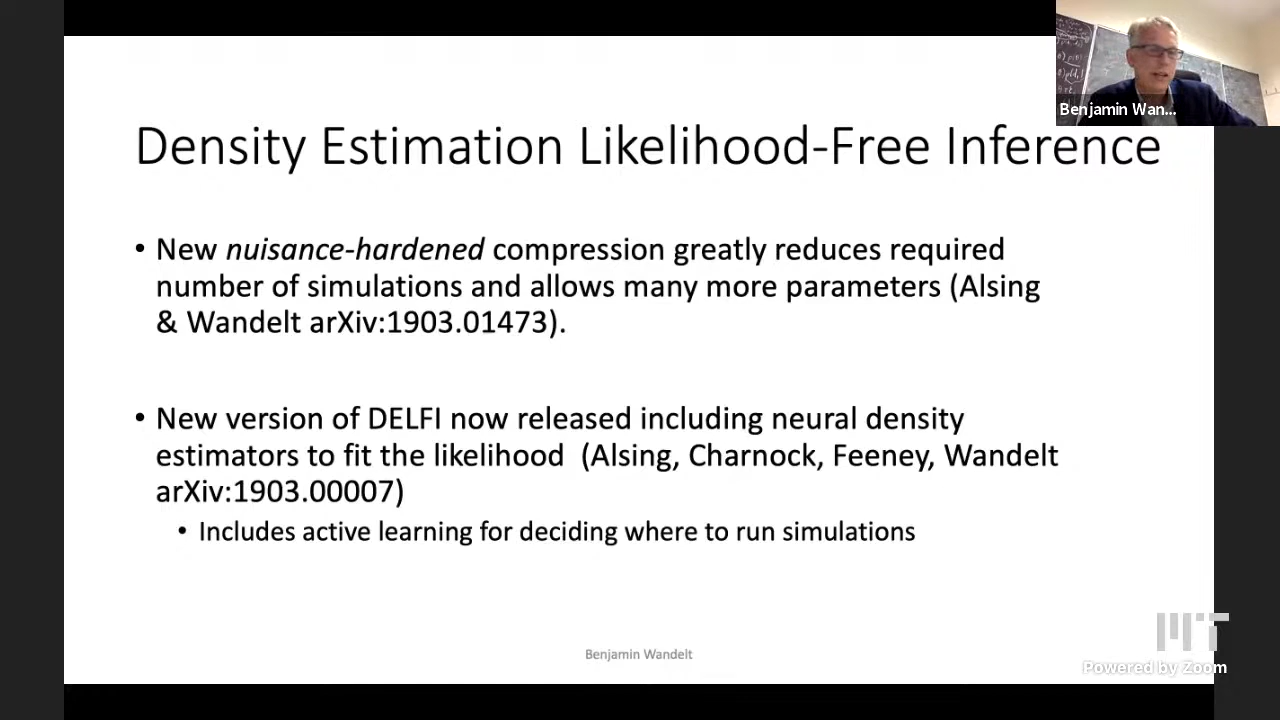 Density Estimation Likelihood-Free Inference
Benjamin Wan...
• New nuisance-hardened compression greatly reduces required
number of simulations and allows many more parameters (Alsing
& Wandelt arXiv:1903.01473).
• New version of DELFI now released including neural density
estimators to fit the likelihood (Alsing, Charnock, Feeney, Wandelt
arXiv:1903.00007)
• Includes active learning for deciding where to run simulations
Benjamin Wandelt
MIT
Powered by Zoom